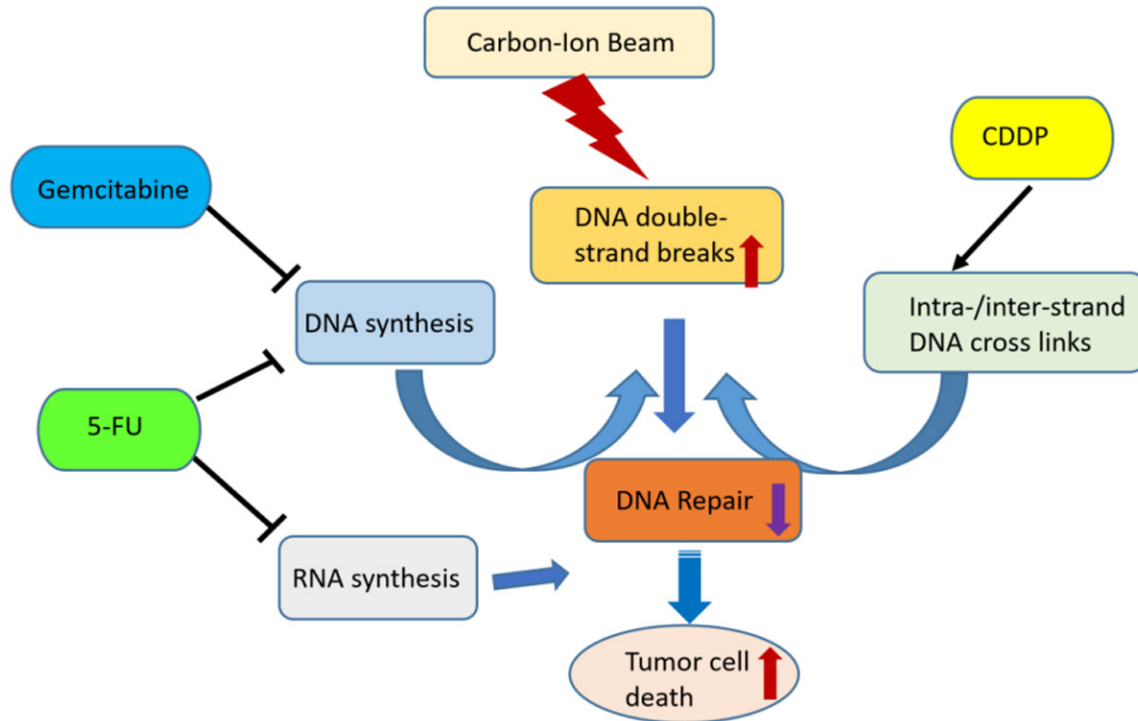 Carbon-Ion Beam
CDDP
Gemcitabine
DNA double-
strand breaks
DNA synthesis
Intra-/inter-strand
DNA cross links
5-FU
DNA Repair
RNA synthesis
Tumor cell
death